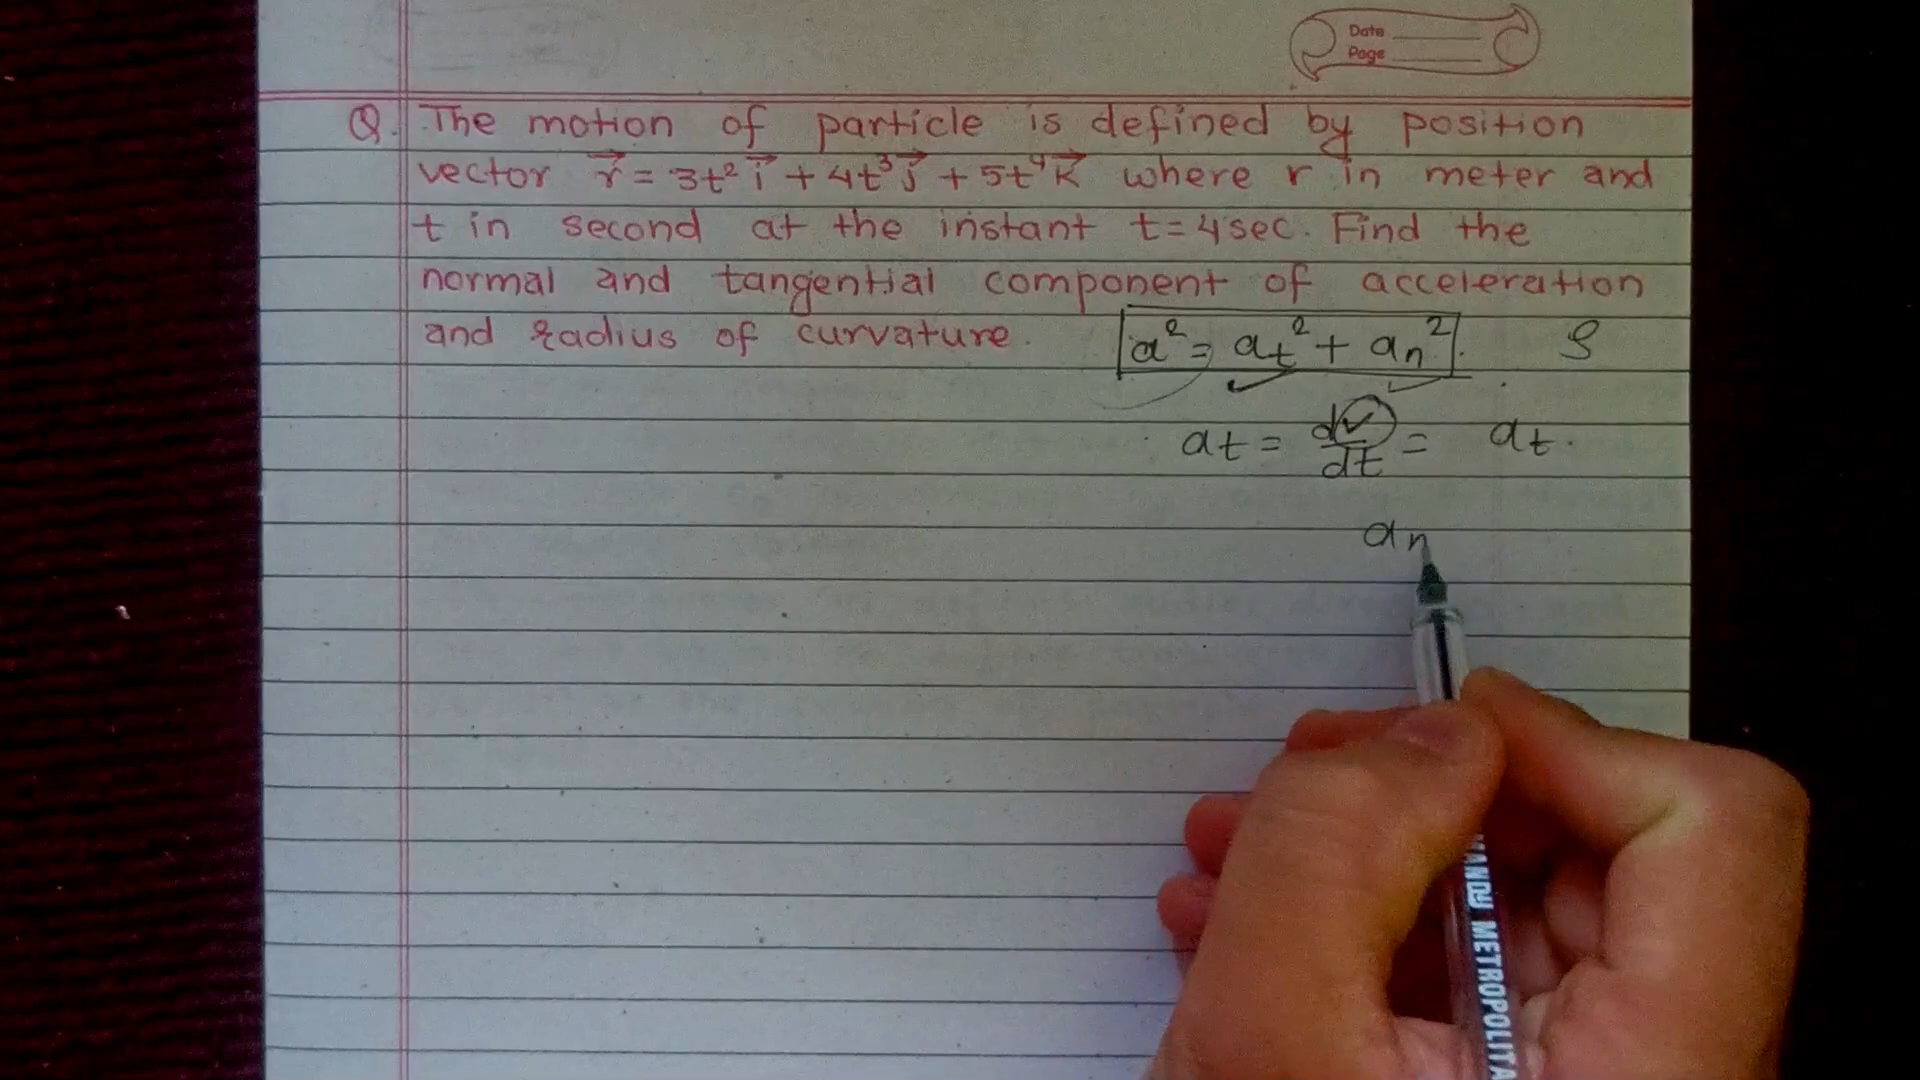 Date
Page
Q. The motion of particle is defined by position
vector r⃗ = 3t² i⃗ + 4t³ j⃗ + 5t⁴ k⃗ where r in meter and
t in second at the instant t=4sec. Find the
normal and tangential component of acceleration
and radius of curvature.
a² = at² + an² ρ
at = dv/dt = at.
an
METROPOLITA